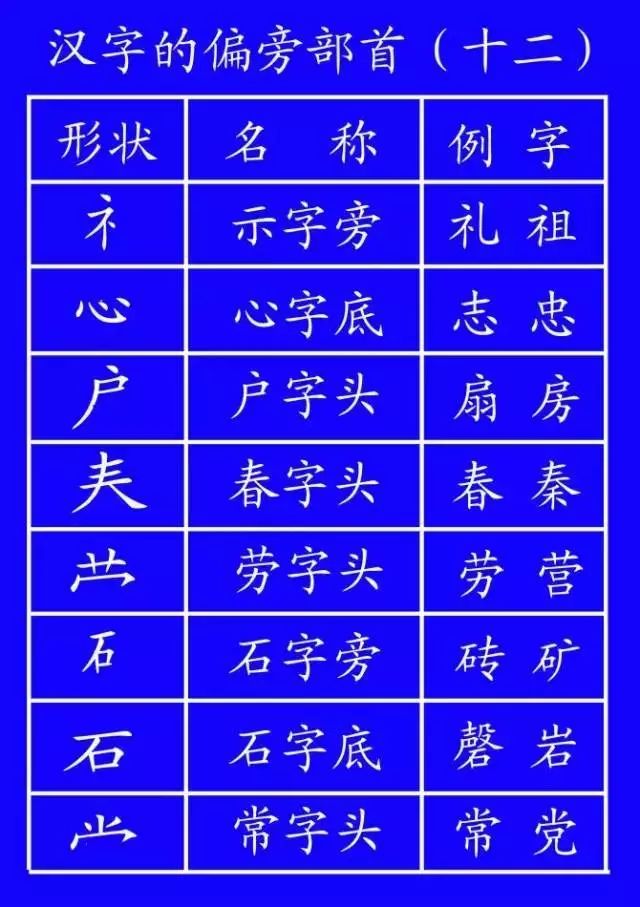 汉字的偏旁部首（十二）
形状 名 称 例 字
礻 示字旁 礼 祖
心 心字底 志 忠
户 户字头 扇 房
𡗗 春字头 春 秦
龷 劳字头 劳 营
石 石字旁 砖 矿
石 石字底 磬 岩
龸 常字头 常 党